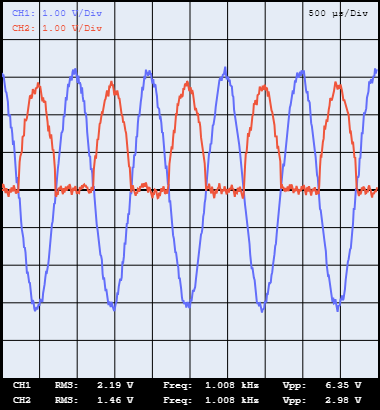 CH1: 1.00 V/Div 500 µs/Div
CH2: 1.00 V/Div
CH1 RMS: 2.19 V Freq: 1.008 kHz Vpp: 6.35 V
CH2 RMS: 1.46 V Freq: 1.008 kHz Vpp: 2.98 V